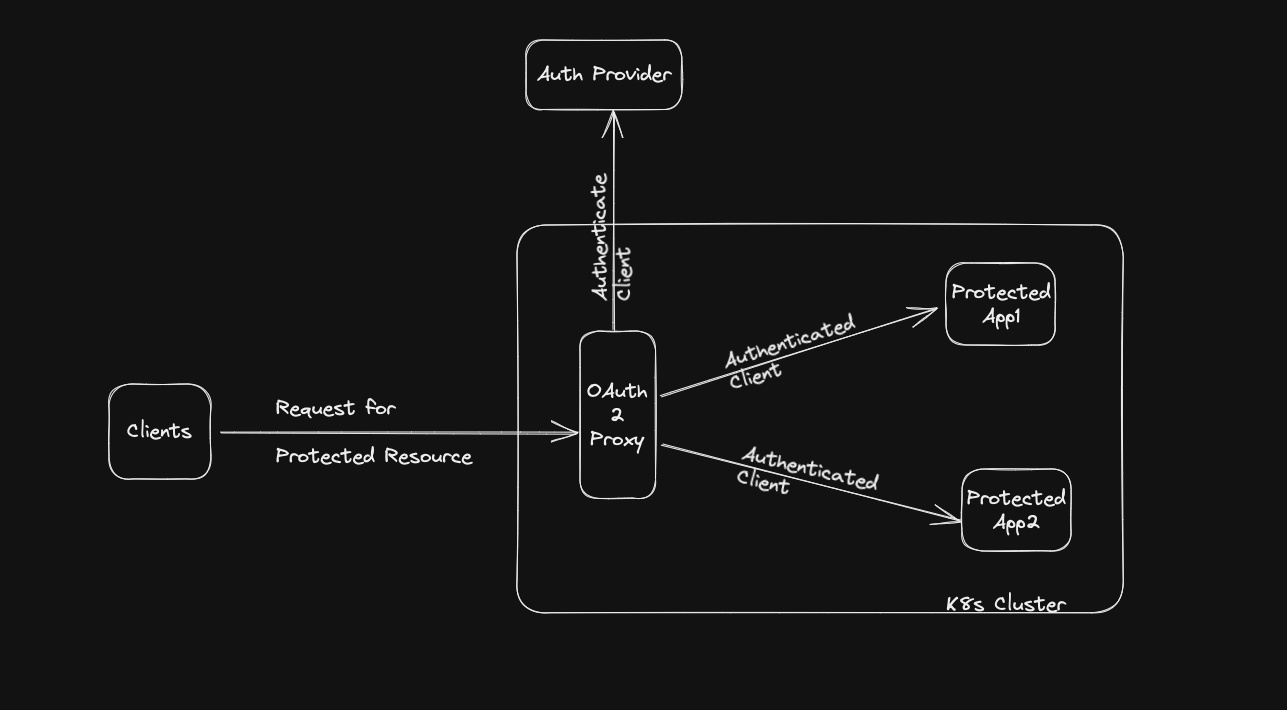 Auth Provider
Authenticate
Client
Protected
App1
Authenticated
Client
OAuth
2
Proxy
Clients
Request for
Protected Resource
Authenticated
Client
Protected
App2
K8s Cluster